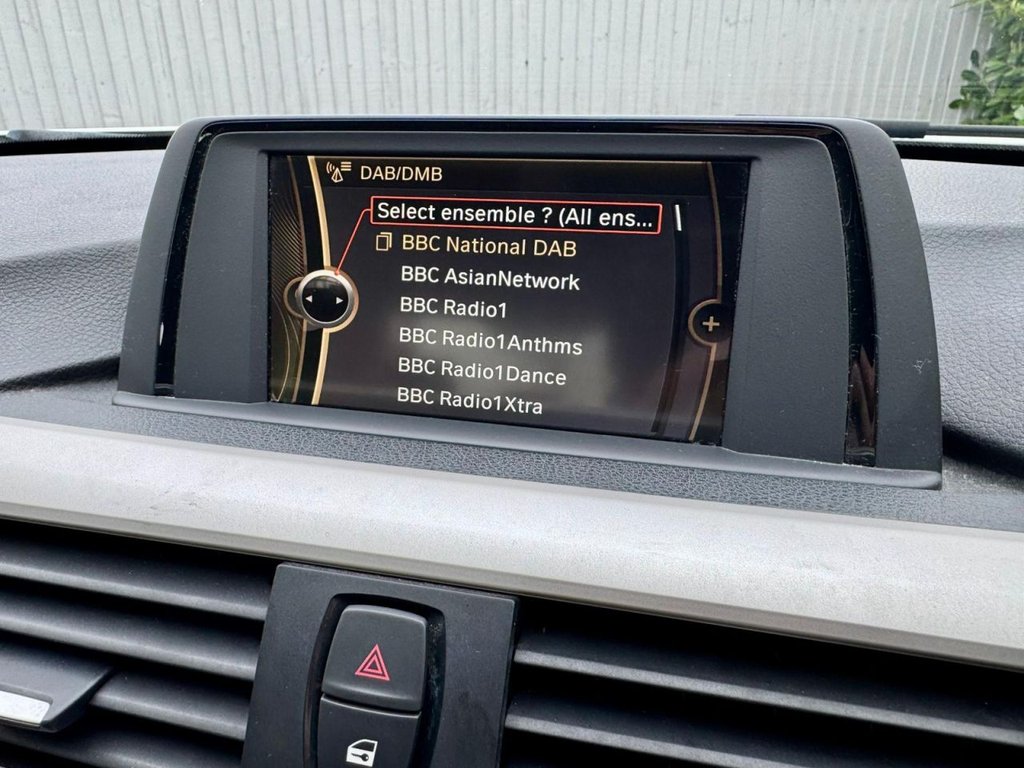 DAB/DMB
Select ensemble ? (All ens...
BBC National DAB
BBC AsianNetwork
BBC Radio1
BBC Radio1Anthms
BBC Radio1Dance
BBC Radio1Xtra